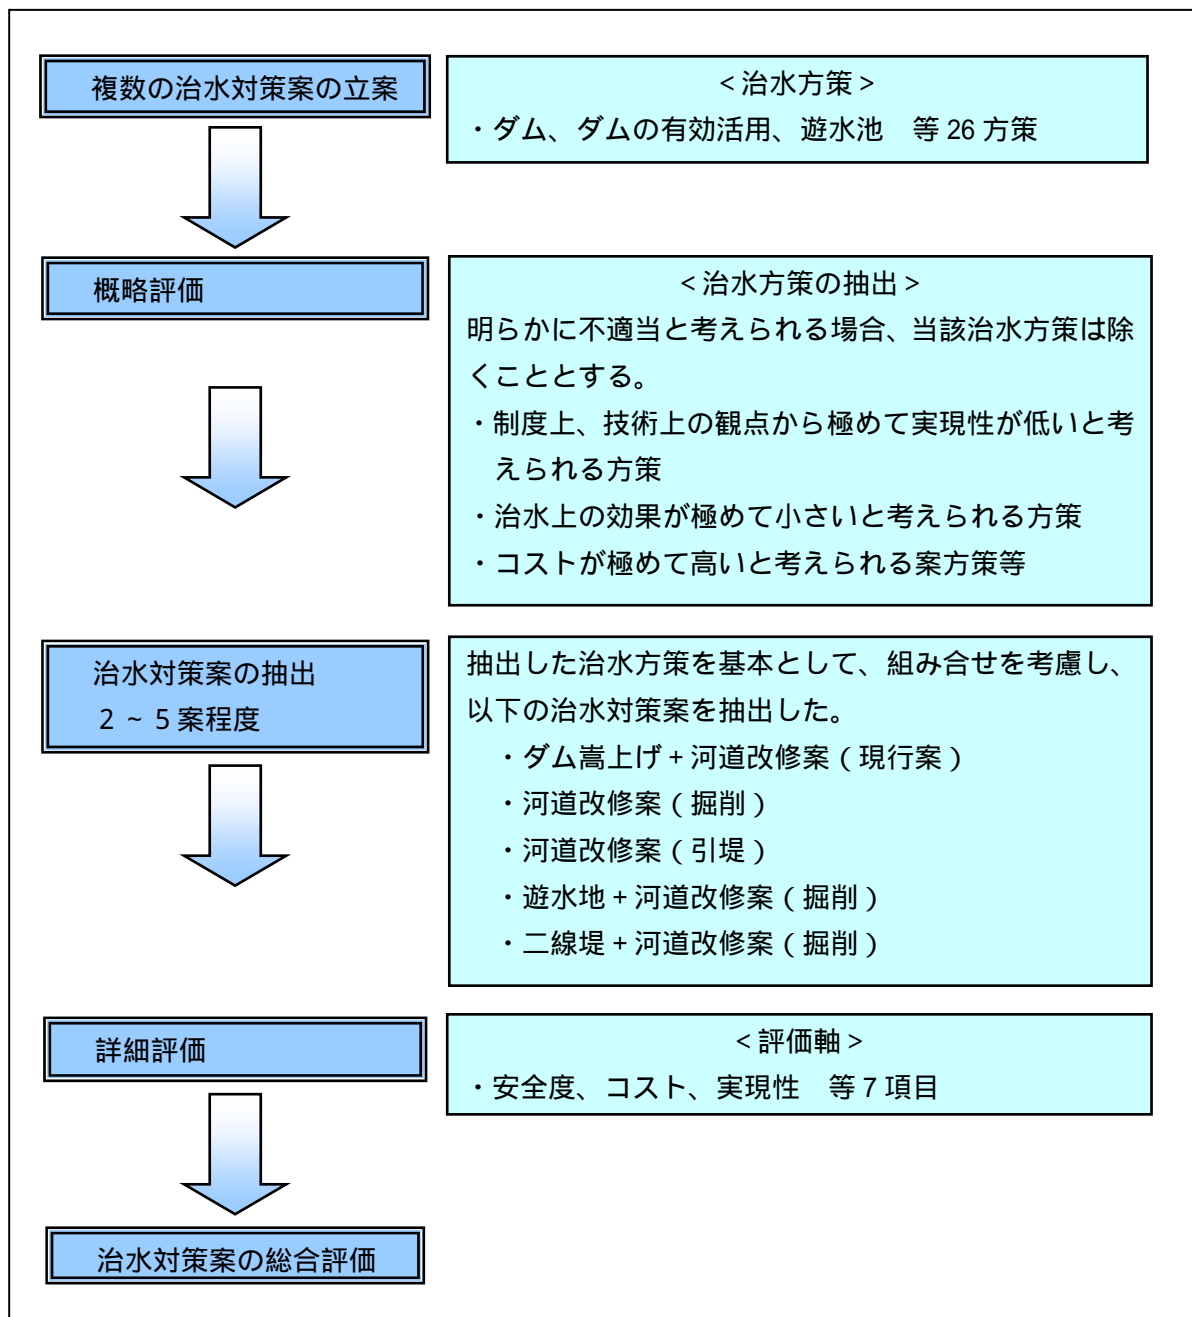 複数の治水対策案の立案
＜治水方策＞
・ダム、ダムの有効活用、遊水池　等 26 方策
概略評価
＜治水方策の抽出＞
明らかに不適当と考えられる場合、当該治水方策は除
くこととする。
・制度上、技術上の観点から極めて実現性が低いと考
えられる方策
・治水上の効果が極めて小さいと考えられる方策
・コストが極めて高いと考えられる案方策等
治水対策案の抽出
2 ～ 5 案程度
抽出した治水方策を基本として、組み合せを考慮し、
以下の治水対策案を抽出した。
・ダム嵩上げ + 河道改修案（現行案）
・河道改修案（掘削）
・河道改修案（引堤）
・遊水地 + 河道改修案（掘削）
・二線堤 + 河道改修案（掘削）
詳細評価
＜評価軸＞
・安全度、コスト、実現性　等 7 項目
治水対策案の総合評価